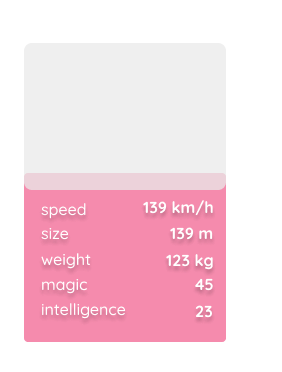 speed 139 km/h
size 139 m
weight 123 kg
magic 45
intelligence 23